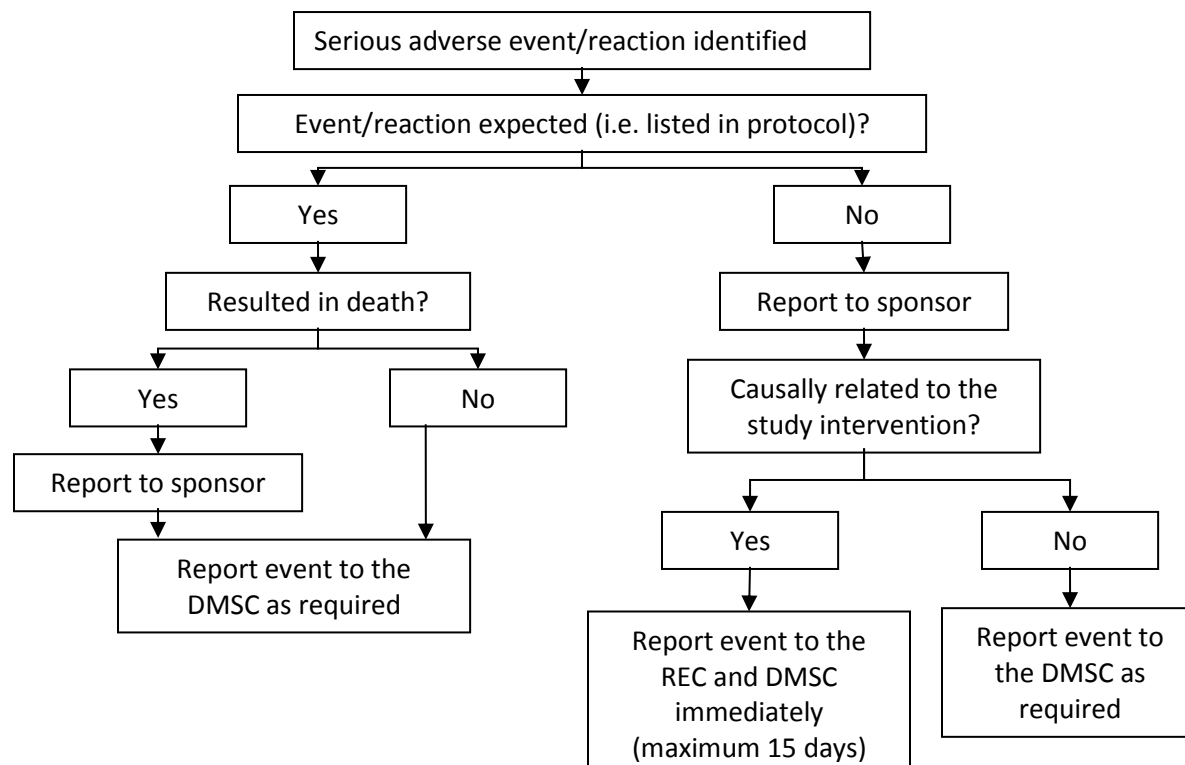 Serious adverse event/reaction identified
Event/reaction expected (i.e. listed in protocol)?
Yes
No
Resulted in death?
Report to sponsor
Yes
No
Causally related to the
study intervention?
Report to sponsor
Yes
No
Report event to the
DMSC as required
Report event to the
REC and DMSC
immediately
(maximum 15 days)
Report event to
the DMSC as
required